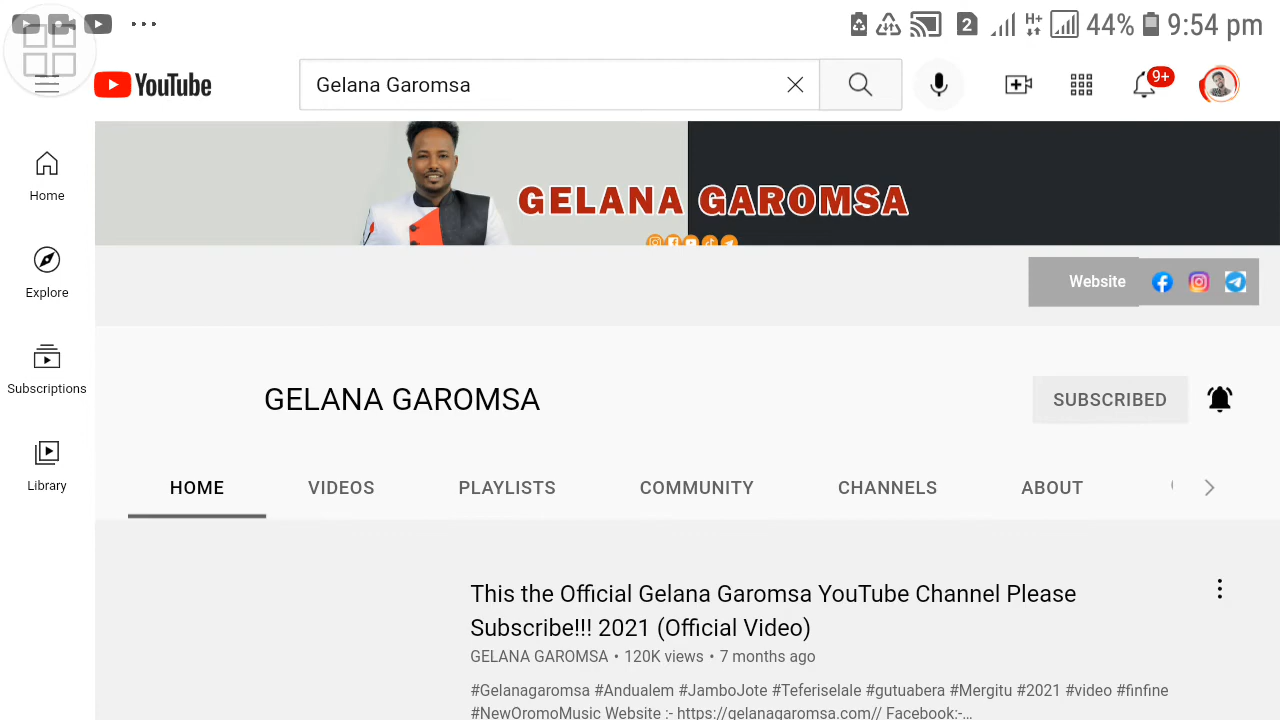 2 H+ 44% 9:54 pm
YouTube Gelana Garomsa 9+
GELANA GAROMSA
Home
Explore
Subscriptions
Library
Website
GELANA GAROMSA SUBSCRIBED
HOME VIDEOS PLAYLISTS COMMUNITY CHANNELS ABOUT
This the Official Gelana Garomsa YouTube Channel Please
Subscribe!!! 2021 (Official Video)
GELANA GAROMSA • 120K views • 7 months ago
#Gelanagaromsa #Andualem #JamboJote #Teferiselale #gutuabera #Mergitu #2021 #video #finfine
#NewOromoMusic Website :- https://gelanagaromsa.com// Facebook:-…